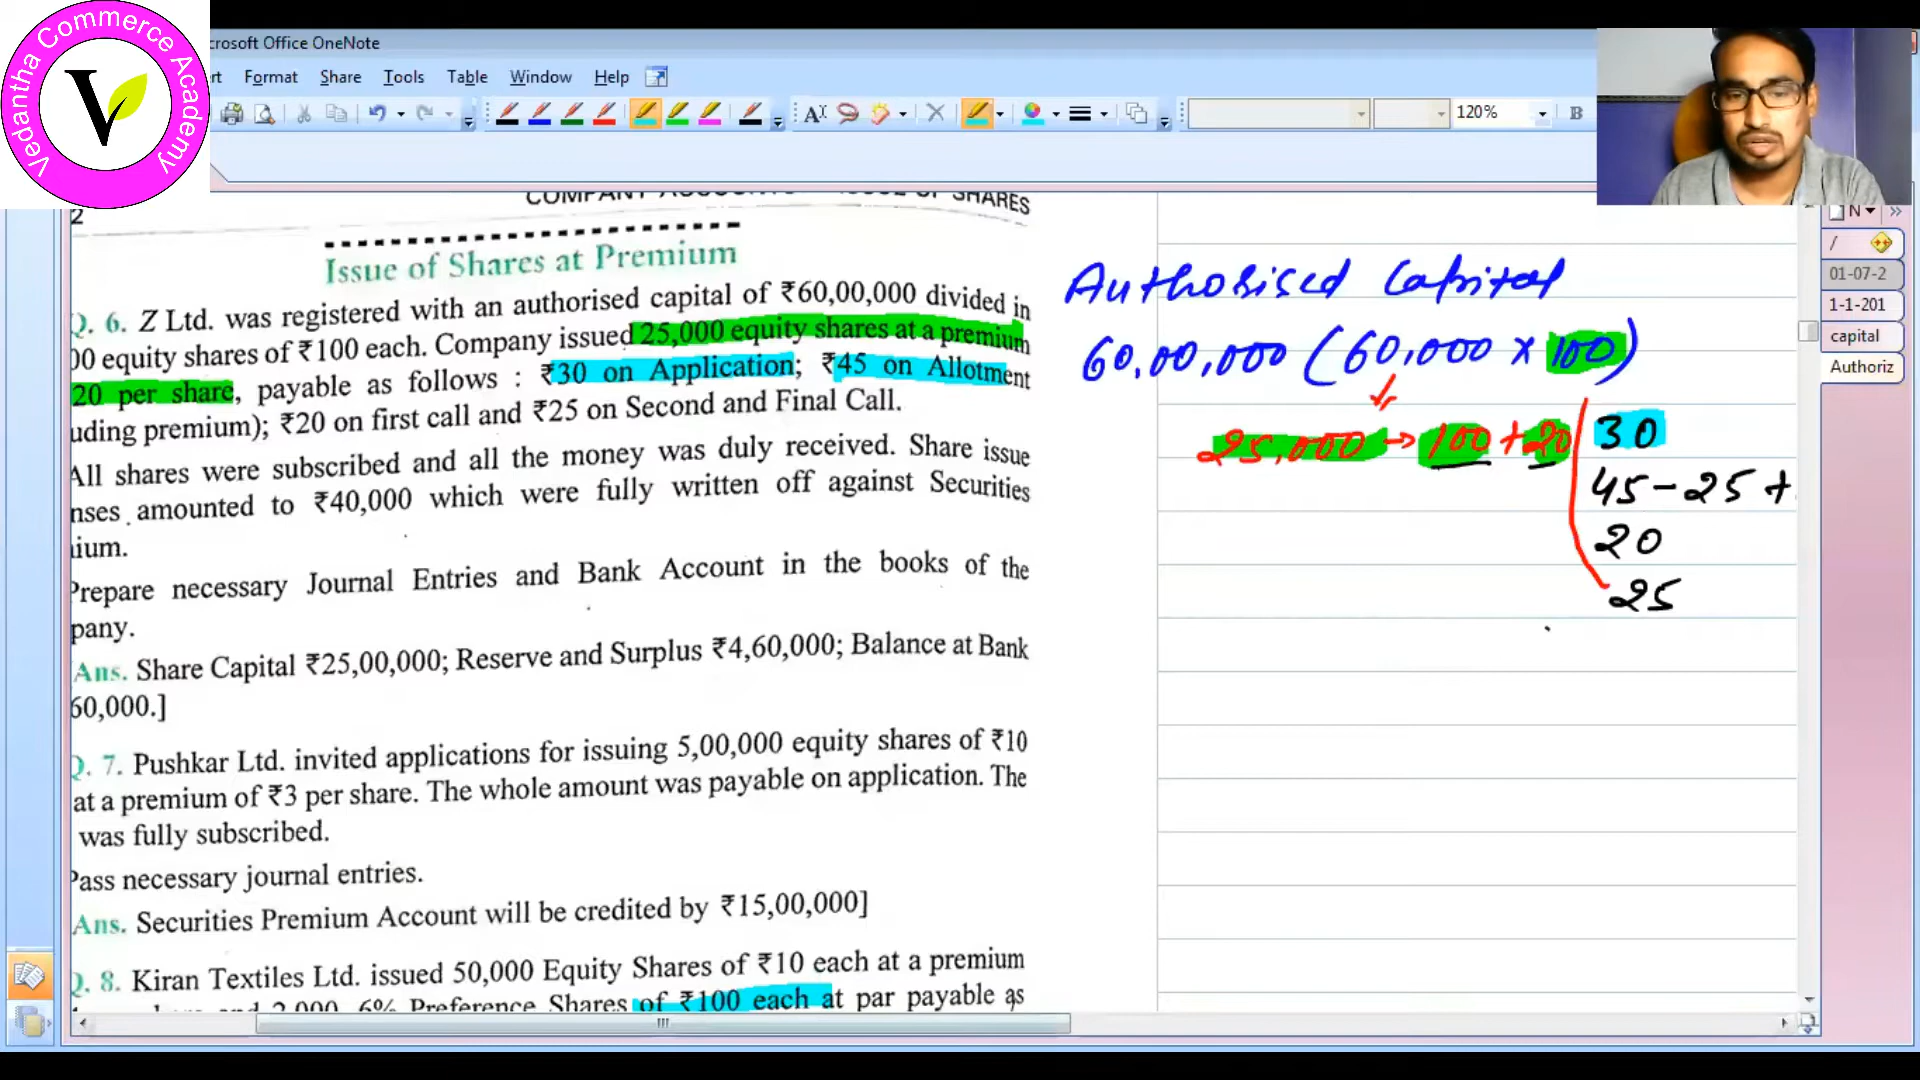 Vedantha Commerce Academy
V
crosoft Office OneNote
rt Format Share Tools Table Window Help
120% B
N
/
01-07-2
1-1-201
capital
Authoriz
2
COMPANY ACCOUNTS ISSUE OF SHARES
Issue of Shares at Premium
Q. 6. Z Ltd. was registered with an authorised capital of ₹60,00,000 divided in
00 equity shares of ₹100 each. Company issued 25,000 equity shares at a premium
20 per share, payable as follows : ₹30 on Application; ₹45 on Allotment
uding premium); ₹20 on first call and ₹25 on Second and Final Call.
All shares were subscribed and all the money was duly received. Share issue
nses amounted to ₹40,000 which were fully written off against Securities
ium.
Prepare necessary Journal Entries and Bank Account in the books of the
pany.
Ans. Share Capital ₹25,00,000; Reserve and Surplus ₹4,60,000; Balance at Bank
60,000.]
Q. 7. Pushkar Ltd. invited applications for issuing 5,00,000 equity shares of ₹10
at a premium of ₹3 per share. The whole amount was payable on application. The
was fully subscribed.
Pass necessary journal entries.
Ans. Securities Premium Account will be credited by ₹15,00,000]
Q. 8. Kiran Textiles Ltd. issued 50,000 Equity Shares of ₹10 each at a premium
2,000, 6% Preference Shares of ₹100 each at par payable as
Authorised Capital
60,00,000 (60,000 × 100)
25,000 → 100 + 20
30
45 - 25 +
20
25